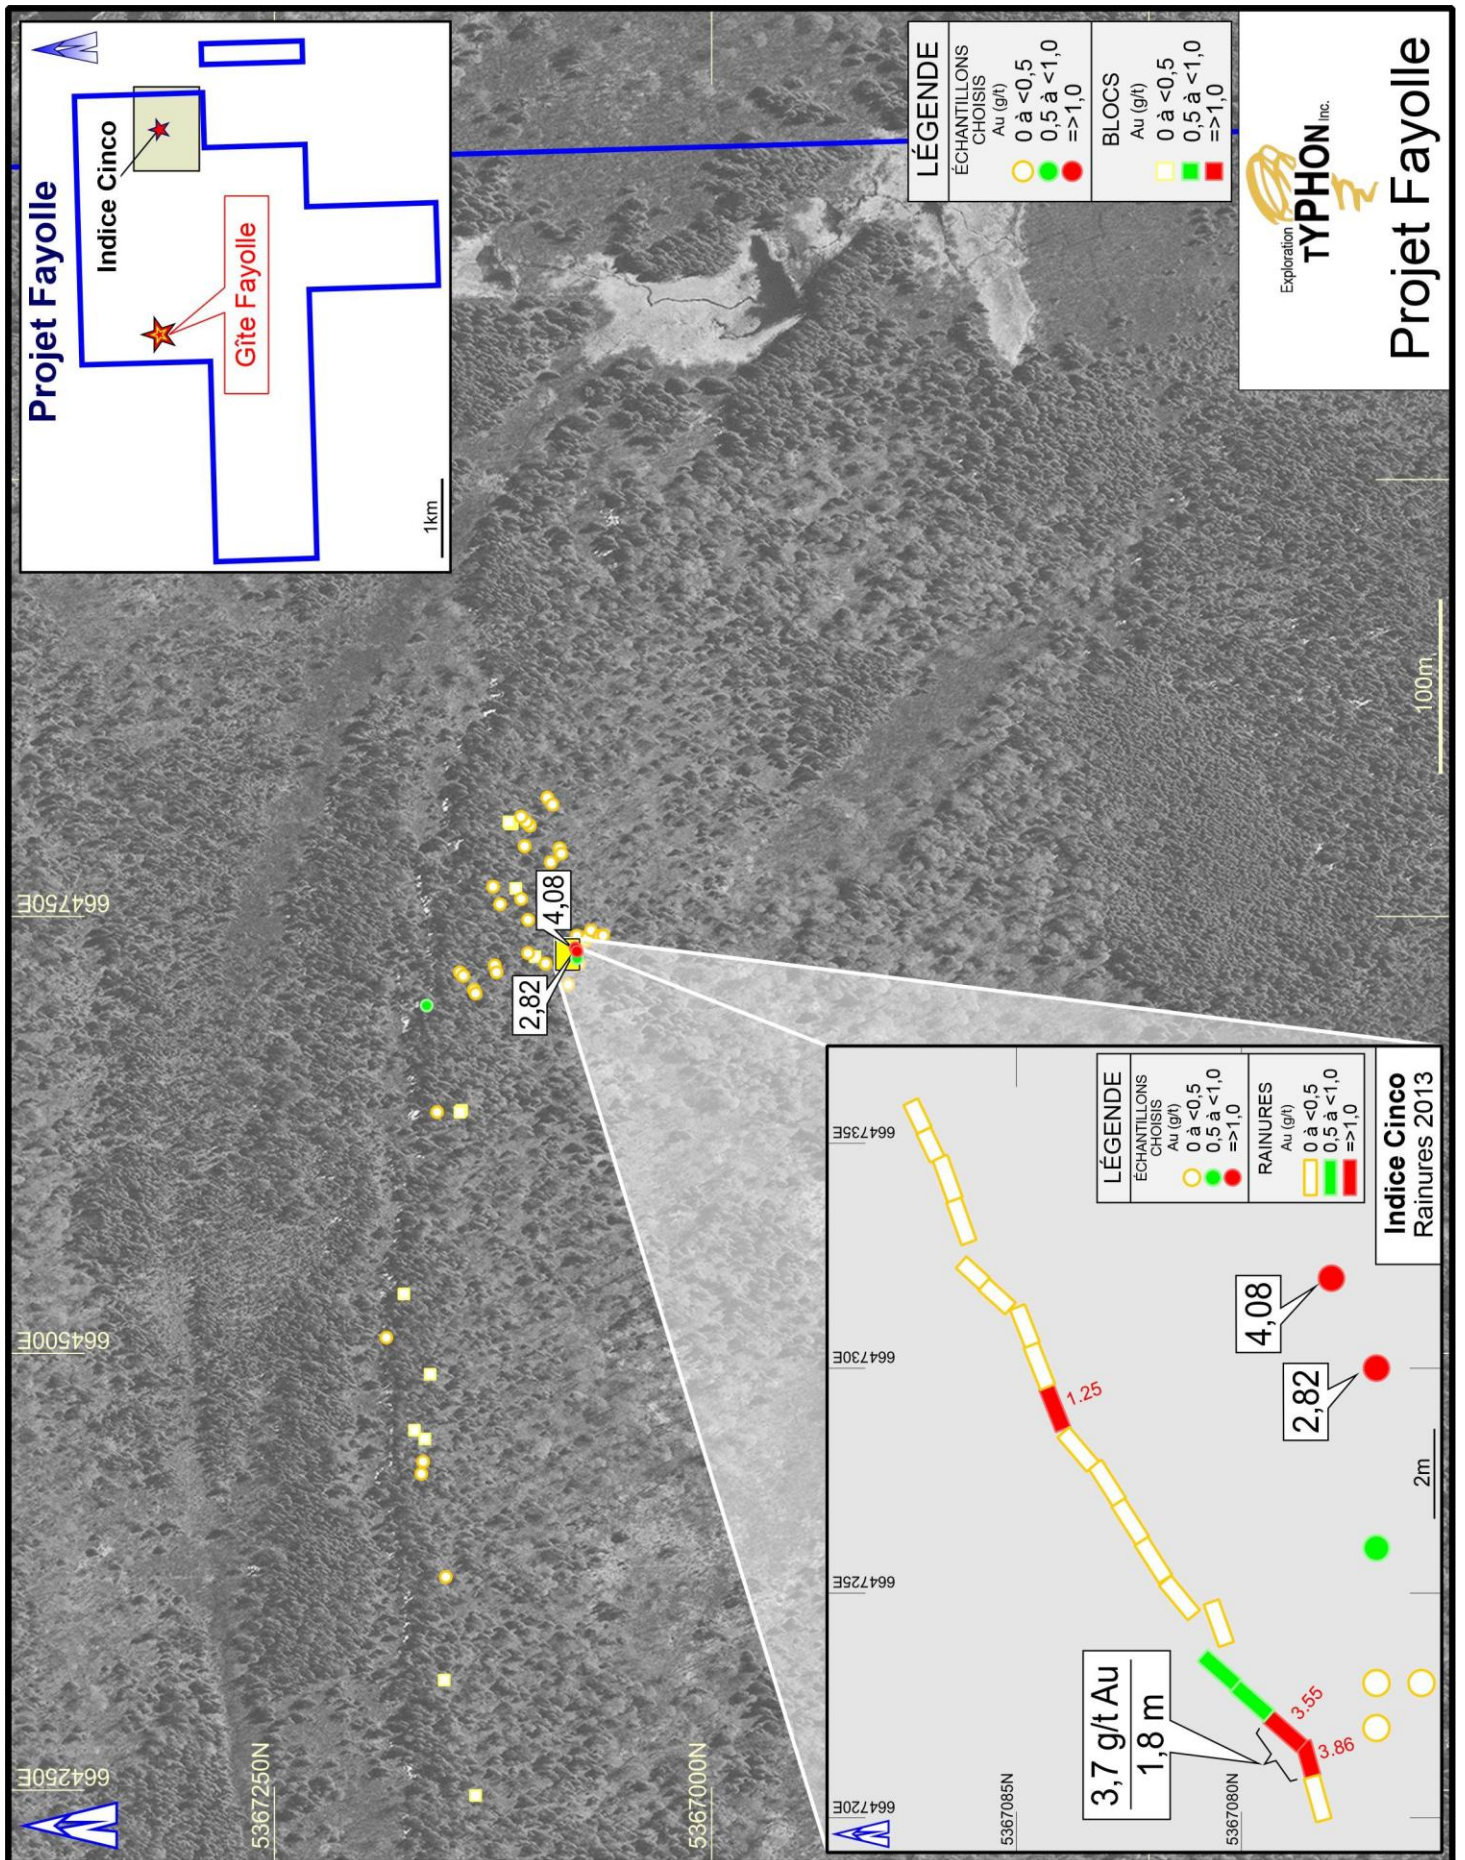 Projet Fayolle
Indice Cinco
Gîte Fayolle
1km
664250E
664500E
664750E
5367250N
5367000N
2,82
4,08
100m
LÉGENDE
ÉCHANTILLONS
CHOISIS
Au (g/t)
0 à <0,5
0,5 à <1,0
=>1,0
BLOCS
Au (g/t)
0 à <0,5
0,5 à <1,0
=>1,0
Exploration
TYPHON Inc.
Projet Fayolle
664720E
664725E
664730E
664735E
5367085N
5367080N
3,7 g/t Au
1,8 m
3.86
3.55
1.25
2,82
4,08
2m
LÉGENDE
ÉCHANTILLONS
CHOISIS
Au (g/t)
0 à <0,5
0,5 à <1,0
=>1,0
RAINURES
Au (g/t)
0 à <0,5
0,5 à <1,0
=>1,0
Indice Cinco
Rainures 2013